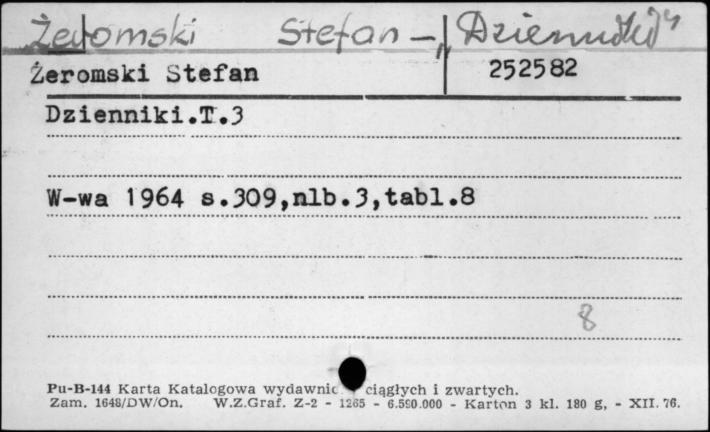 Żeromski Stefan – „Dzienniki”
Żeromski Stefan 252582
Dzienniki.T.3
W-wa 1964 s.309,nlb.3,tabl.8
8
Pu-B-144 Karta Katalogowa wydawnic ciągłych i zwartych.
Zam. 1648/DW/On. W.Z.Graf. Z-2 - 1265 - 6.590.000 - Karton 3 kl. 180 g, - XII. 76.